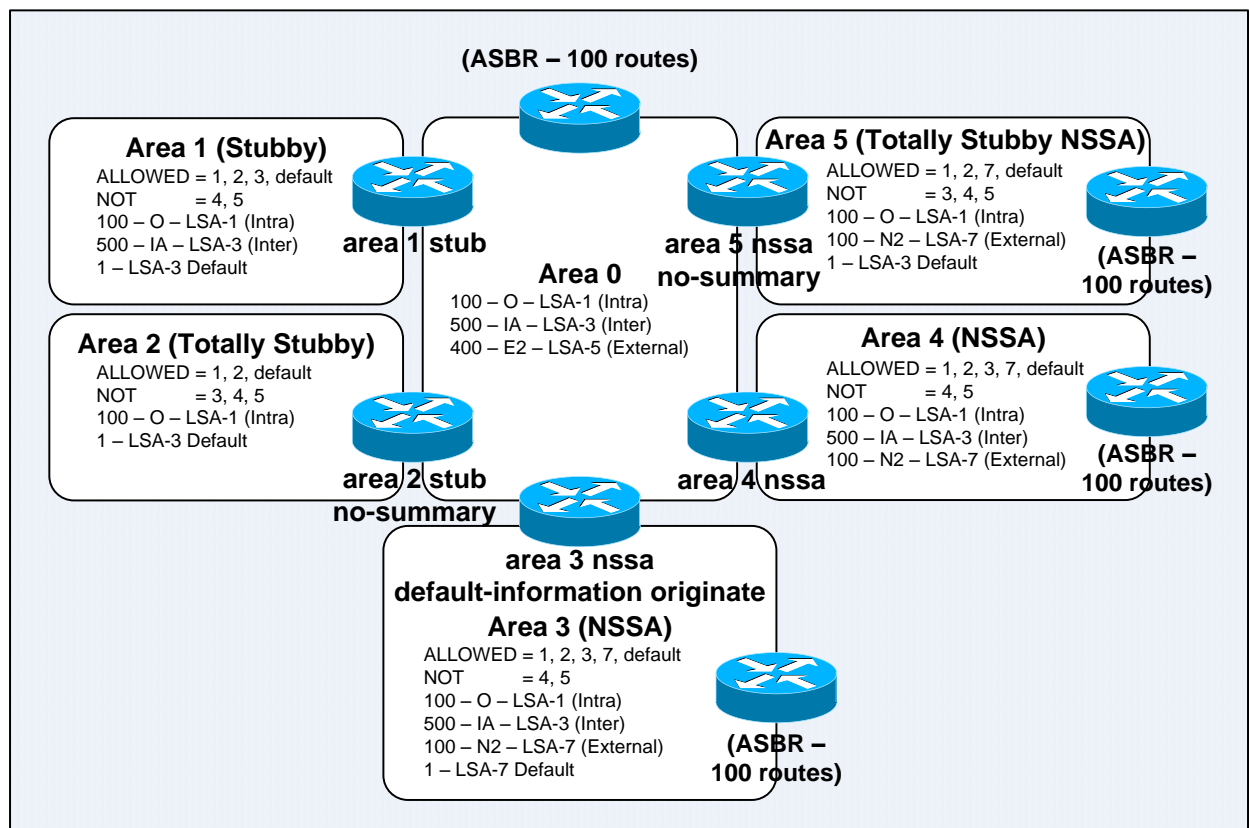 (ASBR – 100 routes)
Area 1 (Stubby)
ALLOWED = 1, 2, 3, default
NOT = 4, 5
100 – O – LSA-1 (Intra)
500 – IA – LSA-3 (Inter)
1 – LSA-3 Default
area 1 stub
Area 2 (Totally Stubby)
ALLOWED = 1, 2, default
NOT = 3, 4, 5
100 – O – LSA-1 (Intra)
1 – LSA-3 Default
area 2 stub
no-summary
Area 0
100 – O – LSA-1 (Intra)
500 – IA – LSA-3 (Inter)
400 – E2 – LSA-5 (External)
Area 5 (Totally Stubby NSSA)
ALLOWED = 1, 2, 7, default
NOT = 3, 4, 5
100 – O – LSA-1 (Intra)
100 – N2 – LSA-7 (External)
1 – LSA-3 Default
area 5 nssa
no-summary
(ASBR –
100 routes)
Area 4 (NSSA)
ALLOWED = 1, 2, 3, 7, default
NOT = 4, 5
100 – O – LSA-1 (Intra)
500 – IA – LSA-3 (Inter)
100 – N2 – LSA-7 (External)
area 4 nssa
(ASBR –
100 routes)
area 3 nssa
default-information originate
Area 3 (NSSA)
ALLOWED = 1, 2, 3, 7, default
NOT = 4, 5
100 – O – LSA-1 (Intra)
500 – IA – LSA-3 (Inter)
100 – N2 – LSA-7 (External)
1 – LSA-7 Default
(ASBR –
100 routes)